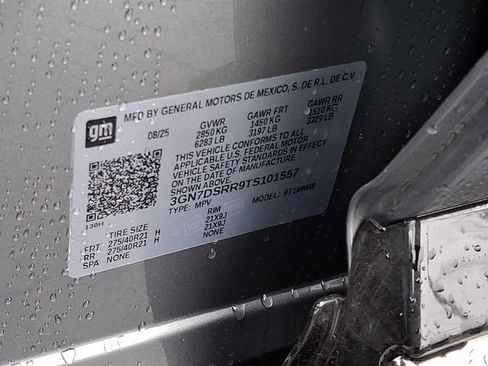 gm
MFD BY GENERAL MOTORS DE MEXICO, S. DE R.L. DE C.V.
08/25 GVWR GAWR FRT GAWR RR
2850 KG 1450 KG 1510 KG
6283 LB 3197 LB 3329 LB
THIS VEHICLE CONFORMS TO ALL
APPLICABLE U.S. FEDERAL MOTOR
VEHICLE SAFETY STANDARDS IN EFFECT
ON THE DATE OF MANUFACTURE
SHOWN ABOVE.
3GN7DSRR9TS101557
TYPE: MPV MODEL:
130H
TIRE SIZE RIM
FRT 275/40R21 H 21X9J
RR 275/40R21 H 21X9J
SPA NONE NONE